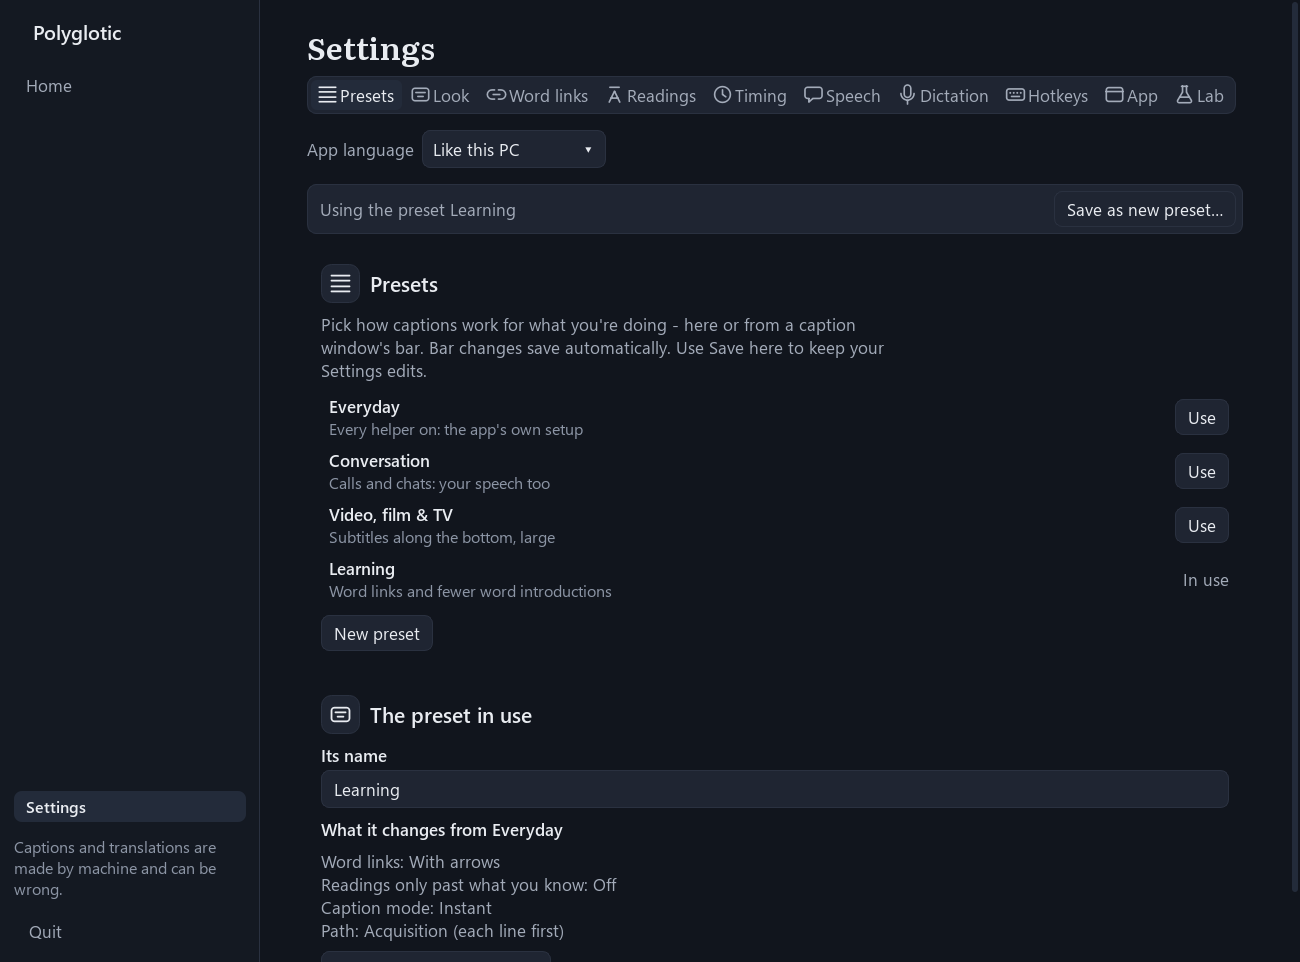 Polyglotic
Home
Settings
Captions and translations are
made by machine and can be
wrong.
Quit
Settings
Presets
Look
Word links
Readings
Timing
Speech
Dictation
Hotkeys
App
Lab
App language
Like this PC
Using the preset Learning
Save as new preset...
Presets
Pick how captions work for what you're doing - here or from a caption
window's bar. Bar changes save automatically. Use Save here to keep your
Settings edits.
Everyday
Every helper on: the app's own setup
Use
Conversation
Calls and chats: your speech too
Use
Video, film & TV
Subtitles along the bottom, large
Use
Learning
Word links and fewer word introductions
In use
New preset
The preset in use
Its name
Learning
What it changes from Everyday
Word links: With arrows
Readings only past what you know: Off
Caption mode: Instant
Path: Acquisition (each line first)